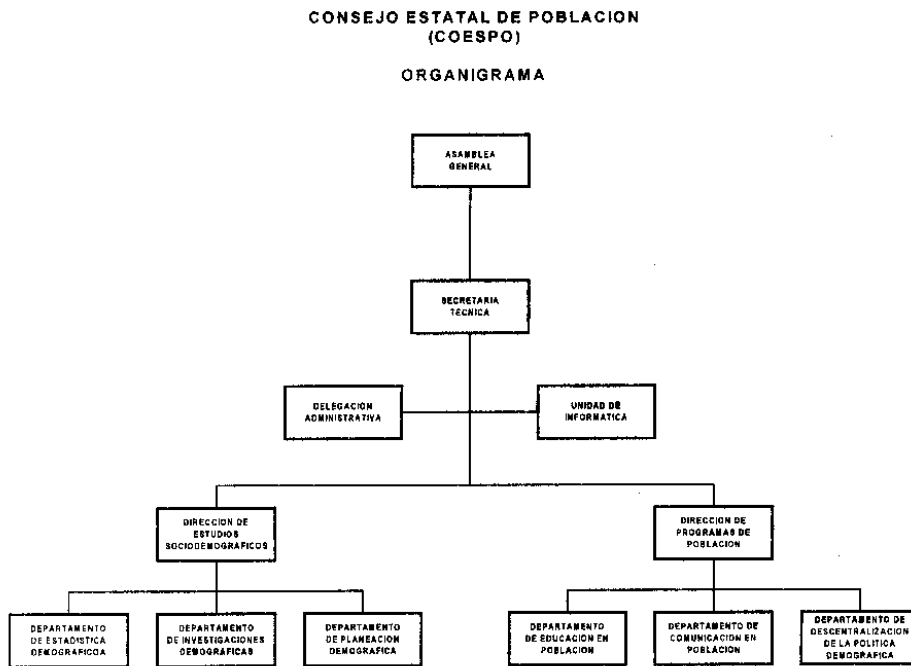 CONSEJO ESTATAL DE POBLACION
(COESPO)
ORGANIGRAMA
ASAMBLEA
GENERAL
SECRETARIA
TECNICA
DELEGACION
ADMINISTRATIVA
UNIDAD DE
INFORMATICA
DIRECCION DE
ESTUDIOS
SOCIODEMOGRAFICOS
DIRECCION DE
PROGRAMAS DE
POBLACION
DEPARTAMENTO
DE ESTADISTICA
DEMOGRAFICOA
DEPARTAMENTO
DE INVESTIGACIONES
DEMOGRAFICAS
DEPARTAMENTO
DE PLANEACION
DEMOGRAFICA
DEPARTAMENTO
DE EDUCACION EN
POBLACION
DEPARTAMENTO DE
COMUNICACION EN
POBLACION
DEPARTAMENTO DE
DESCENTRALIZACION
DE LA POLITICA
DEMOGRAFICA